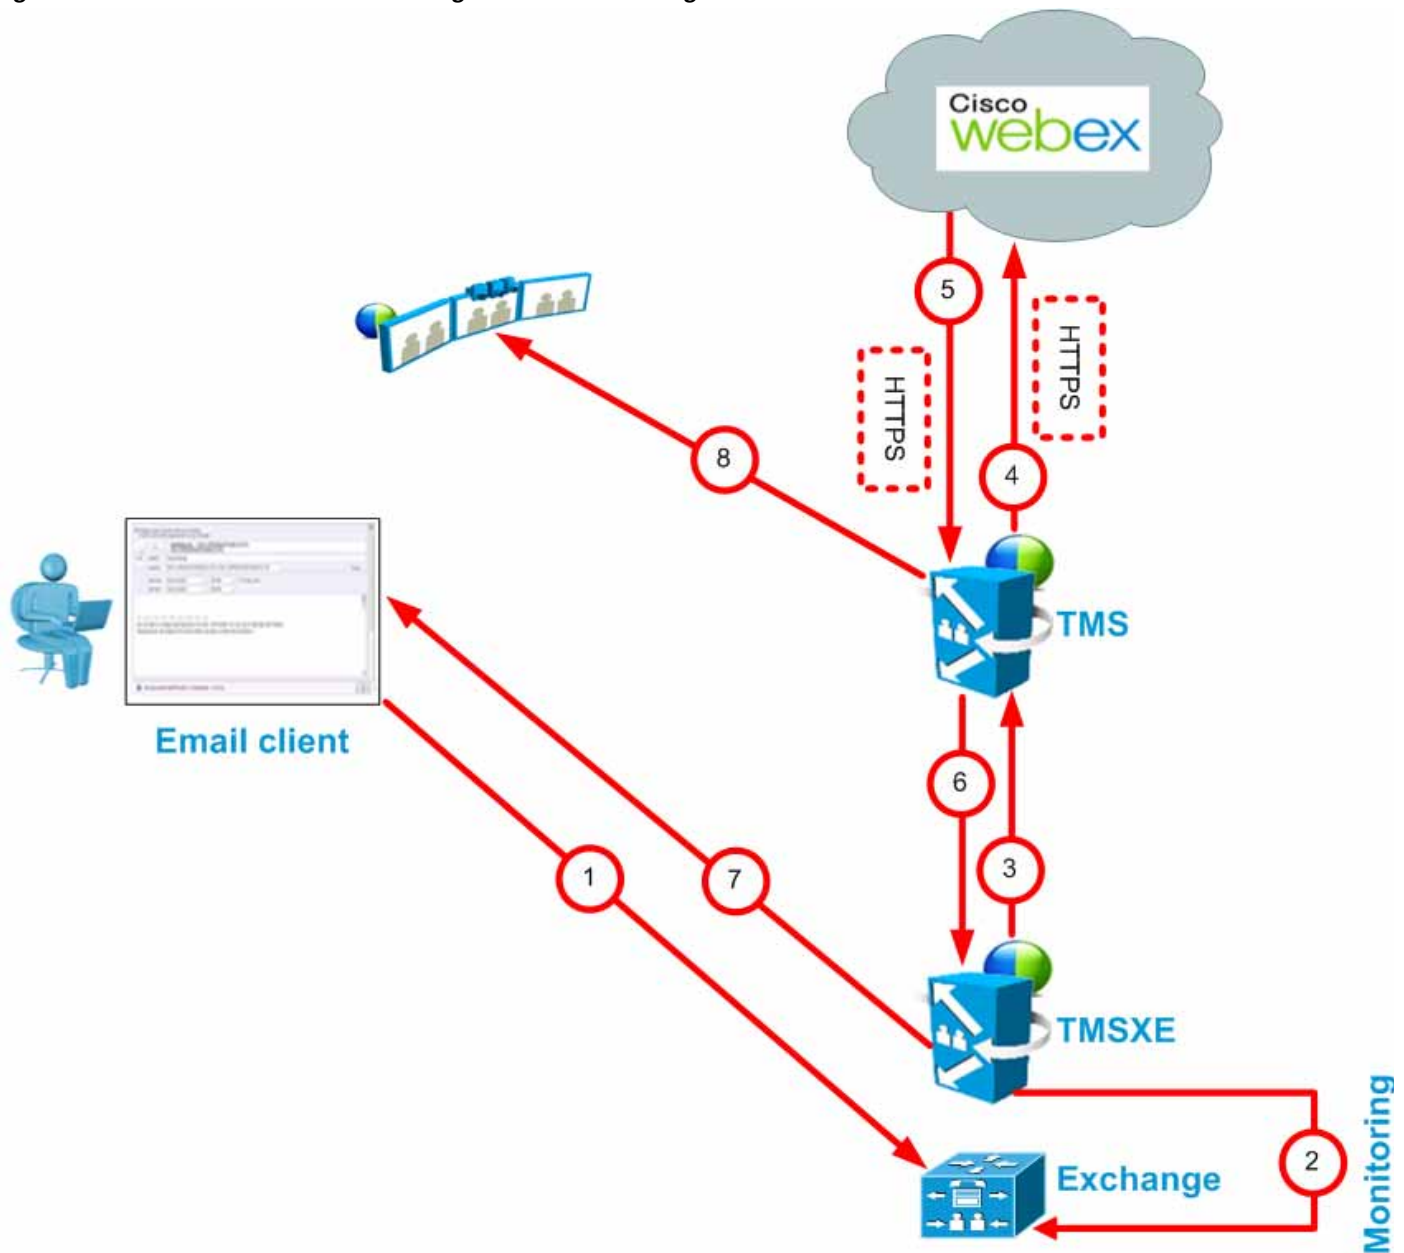 Cisco
webex
5
HTTPS
HTTPS
8
4
TMS
Email client
6
3
1
7
TMSXE
Monitoring
Exchange
2